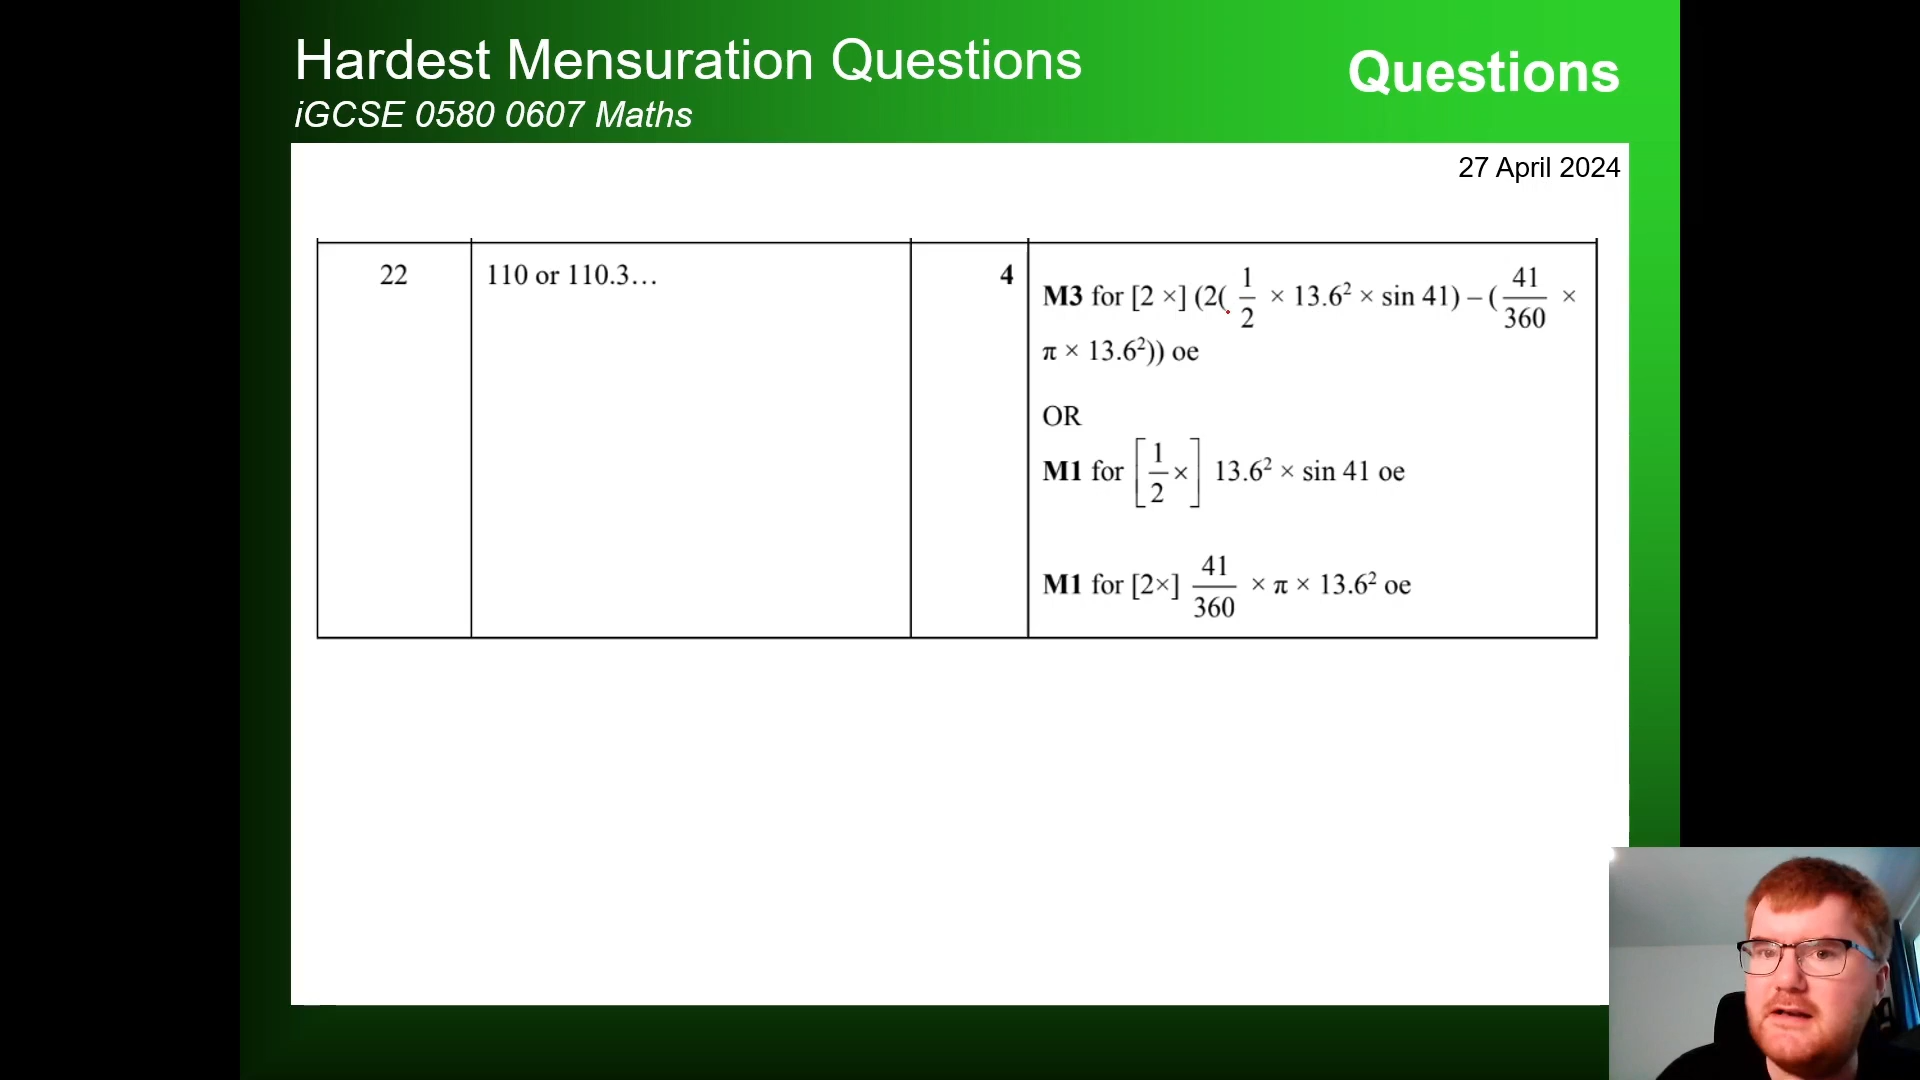 Hardest Mensuration Questions
Questions
iGCSE 0580 0607 Maths
27 April 2024
22
110 or 110.3…
4
M3 for [2 ×] (2( 1/2 × 13.6² × sin 41) – ( 41/360 ×
π × 13.6²)) oe
OR
M1 for [ 1/2 × ] 13.6² × sin 41 oe
M1 for [2×] 41/360 × π × 13.6² oe